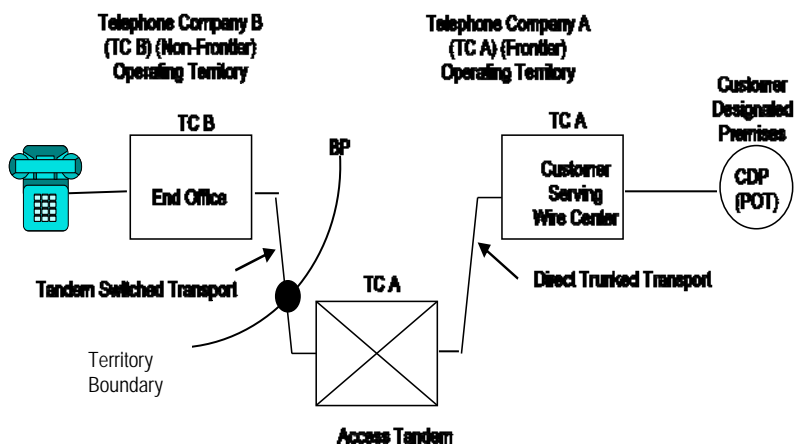 Telephone Company B
(TC B) (Non-Frontier)
Operating Territory
Telephone Company A
(TC A) (Frontier)
Operating Territory
Customer
Designated
Premises
TC B
BP
TC A
End Office
Customer
Serving
Wire Center
CDP
(POT)
Tandem Switched Transport
TC A
Direct Trunked Transport
Territory
Boundary
Access Tandem